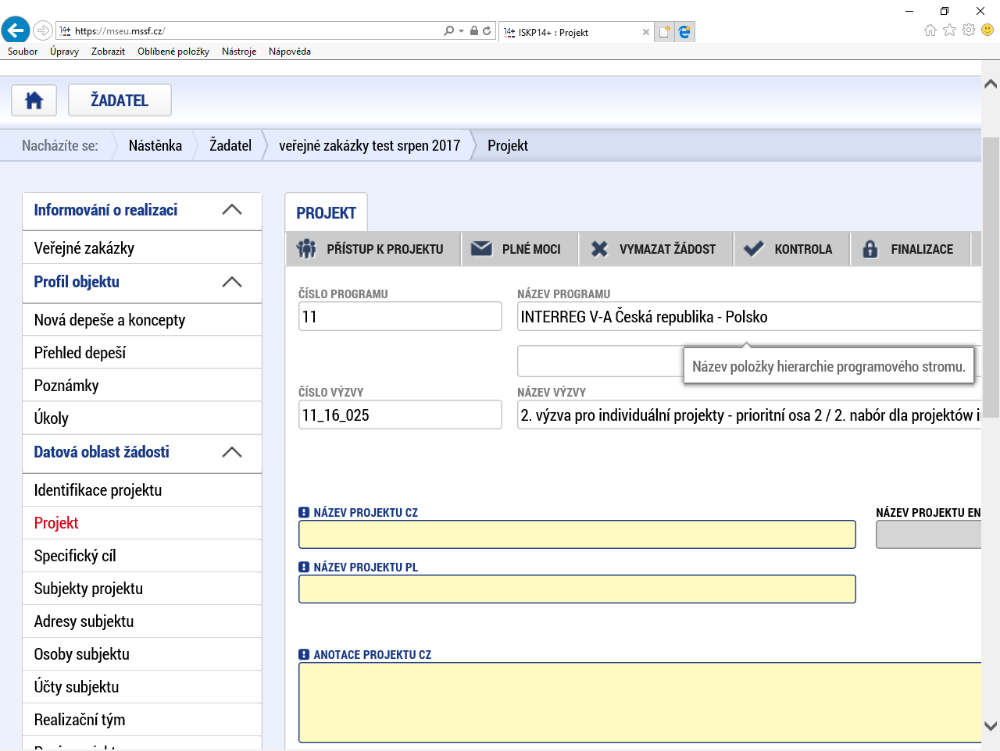 https://mseu.mssf.cz/
14+ ISKP14+ : Projekt
Soubor Úpravy Zobrazit Oblíbené položky Nástroje Nápověda
ŽADATEL
Nacházíte se: Nástěnka Žadatel veřejné zakázky test srpen 2017 Projekt
Informování o realizaci
Veřejné zakázky
Profil objektu
Nová depeše a koncepty
Přehled depeší
Poznámky
Úkoly
Datová oblast žádosti
Identifikace projektu
Projekt
Specifický cíl
Subjekty projektu
Adresy subjektu
Osoby subjektu
Účty subjektu
Realizační tým
PROJEKT
PŘÍSTUP K PROJEKTU PLNÉ MOCI VYMAZAT ŽÁDOST KONTROLA FINALIZACE
ČÍSLO PROGRAMU NÁZEV PROGRAMU
11 INTERREG V-A Česká republika - Polsko
Název položky hierarchie programového stromu.
ČÍSLO VÝZVY NÁZEV VÝZVY
11_16_025 2. výzva pro individuální projekty - prioritní osa 2 / 2. nabór dla projektów
NÁZEV PROJEKTU CZ NÁZEV PROJEKTU EN
NÁZEV PROJEKTU PL
ANOTACE PROJEKTU CZ